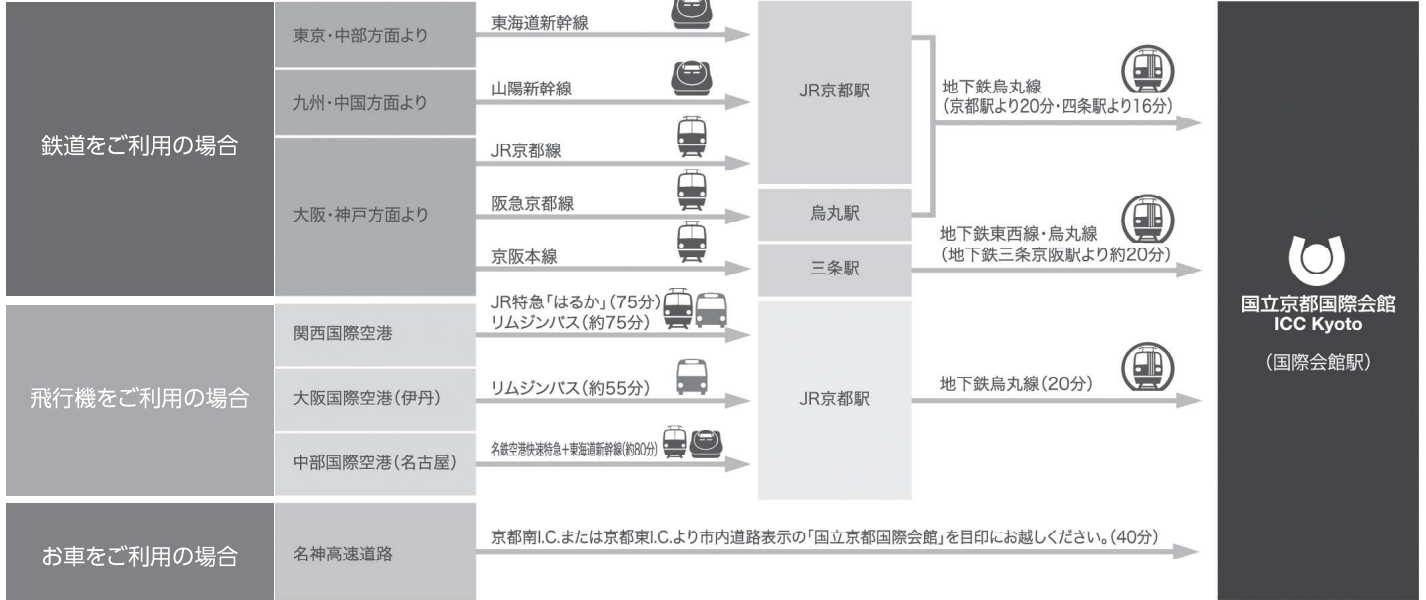 鉄道をご利用の場合
東京・中部方面より
東海道新幹線
九州・中国方面より
山陽新幹線
大阪・神戸方面より
JR京都線
阪急京都線
京阪本線
JR京都駅
烏丸駅
三条駅
地下鉄烏丸線
(京都駅より20分・四条駅より16分)
地下鉄東西線・烏丸線
(地下鉄三条京阪駅より約20分)
飛行機をご利用の場合
関西国際空港
JR特急「はるか」(75分)
リムジンバス(約75分)
大阪国際空港(伊丹)
リムジンバス(約55分)
中部国際空港(名古屋)
名鉄空港快速特急+東海道新幹線(約80分)
JR京都駅
地下鉄烏丸線(20分)
お車をご利用の場合
名神高速道路
京都南I.C.または京都東I.C.より市内道路表示の「国立京都国際会館」を目印にお越しください。(40分)
国立京都国際会館
ICC Kyoto
(国際会館駅)